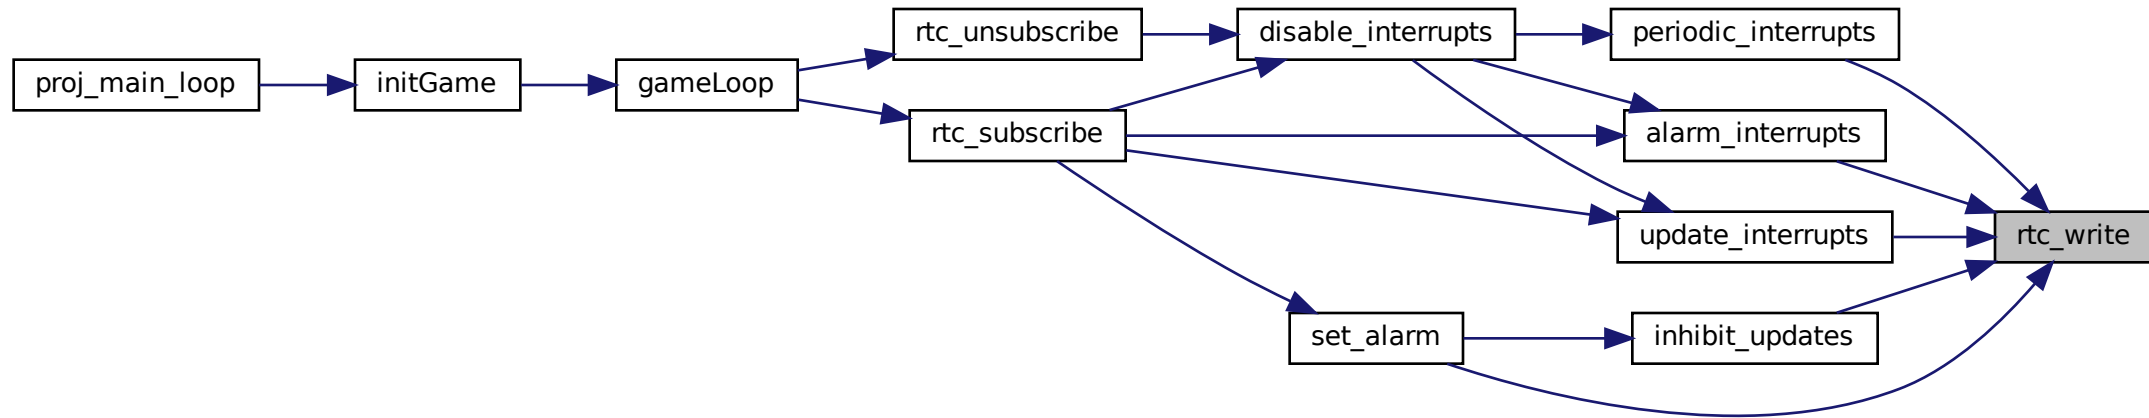 proj_main_loop
initGame
gameLoop
rtc_unsubscribe
rtc_subscribe
disable_interrupts
set_alarm
periodic_interrupts
alarm_interrupts
update_interrupts
inhibit_updates
rtc_write